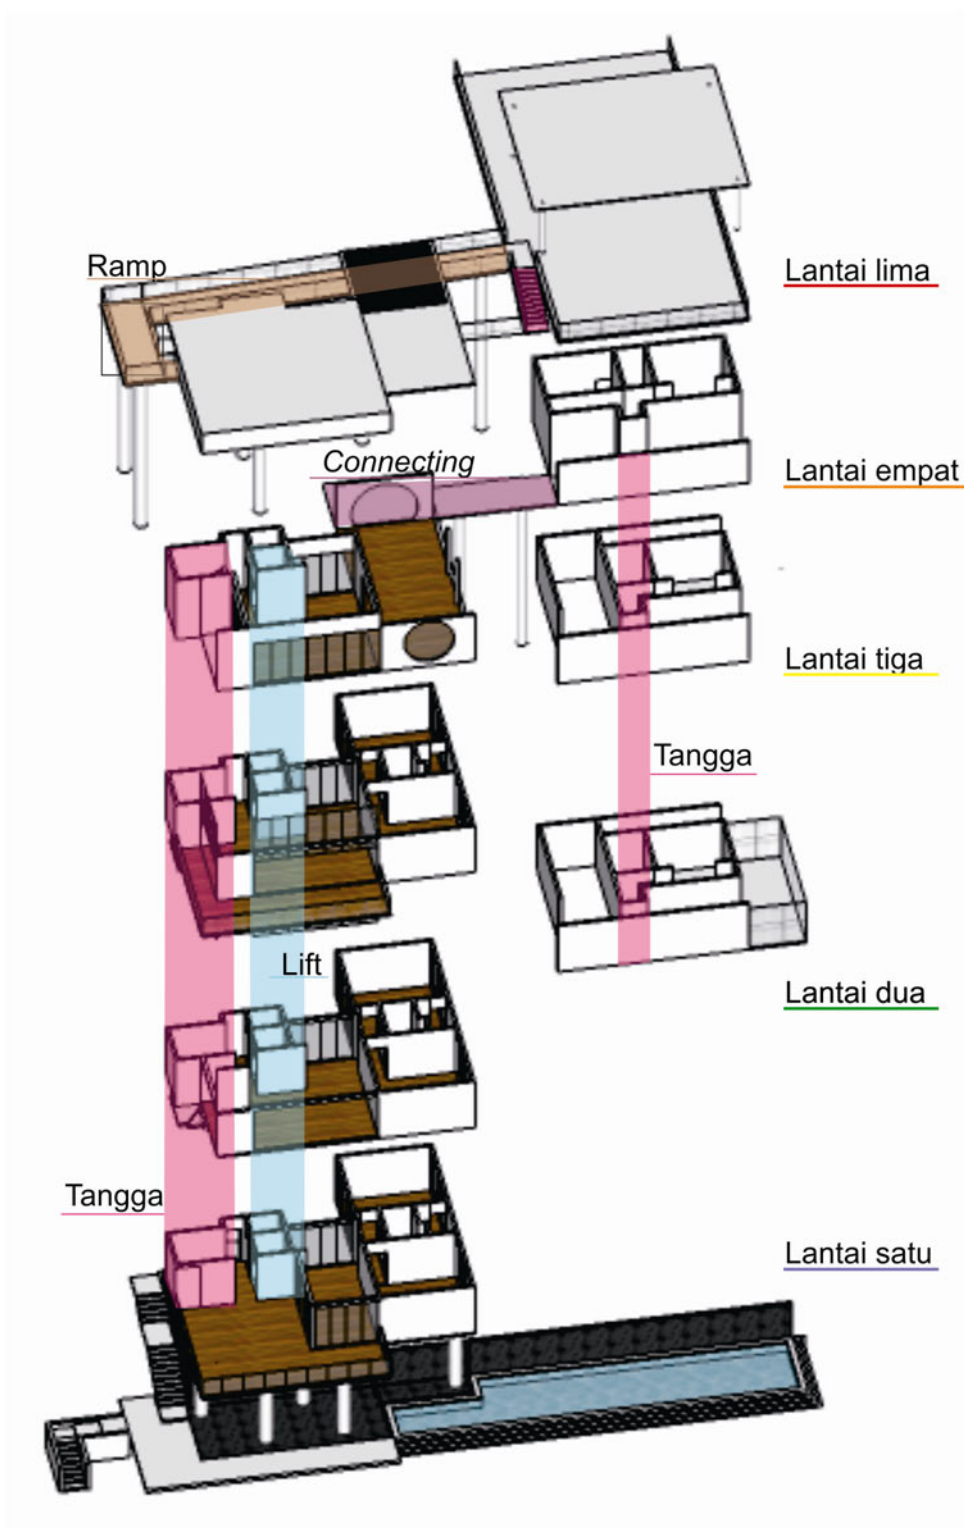 Ramp
Lantai lima
Connecting
Lantai empat
Lantai tiga
Tangga
Lift
Lantai dua
Tangga
Lantai satu